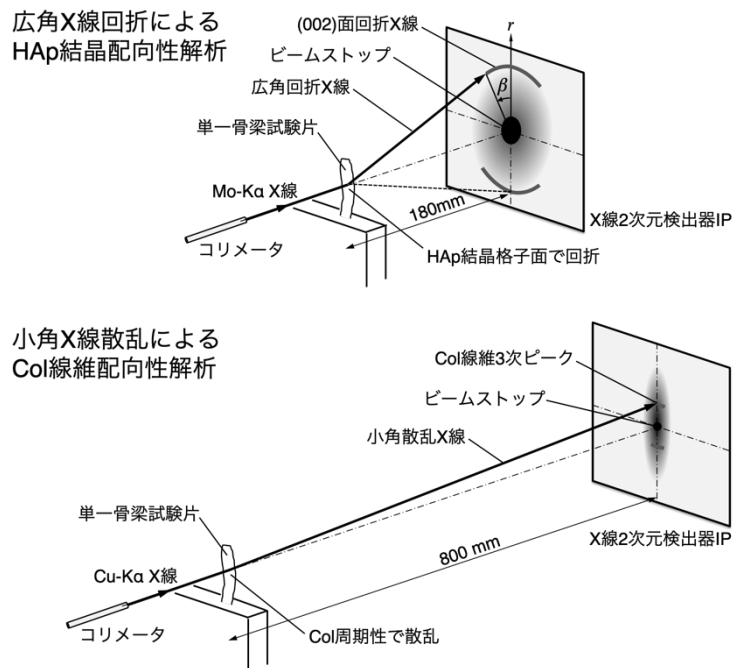 広角X線回折による
HAp結晶配向性解析
(002)面回折X線
r
ビームストップ
β
広角回折X線
単一骨梁試験片
Mo-Kα X線
180mm
X線2次元検出器IP
コリメータ
HAp結晶格子面で回折
小角X線散乱による
Col線維配向性解析
Col線維3次ピーク
ビームストップ
小角散乱X線
単一骨梁試験片
800 mm
X線2次元検出器IP
Cu-Kα X線
コリメータ
Col周期性で散乱